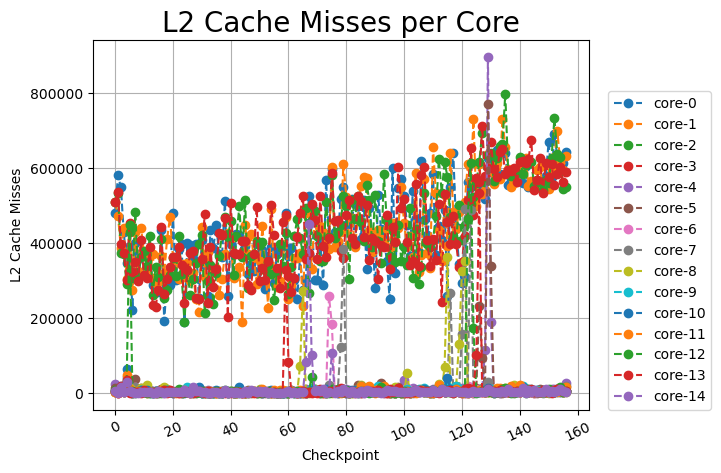 L2 Cache Misses per Core
L2 Cache Misses
800000
600000
400000
200000
0
0 20 40 60 80 100 120 140 160
Checkpoint
core-0
core-1
core-2
core-3
core-4
core-5
core-6
core-7
core-8
core-9
core-10
core-11
core-12
core-13
core-14